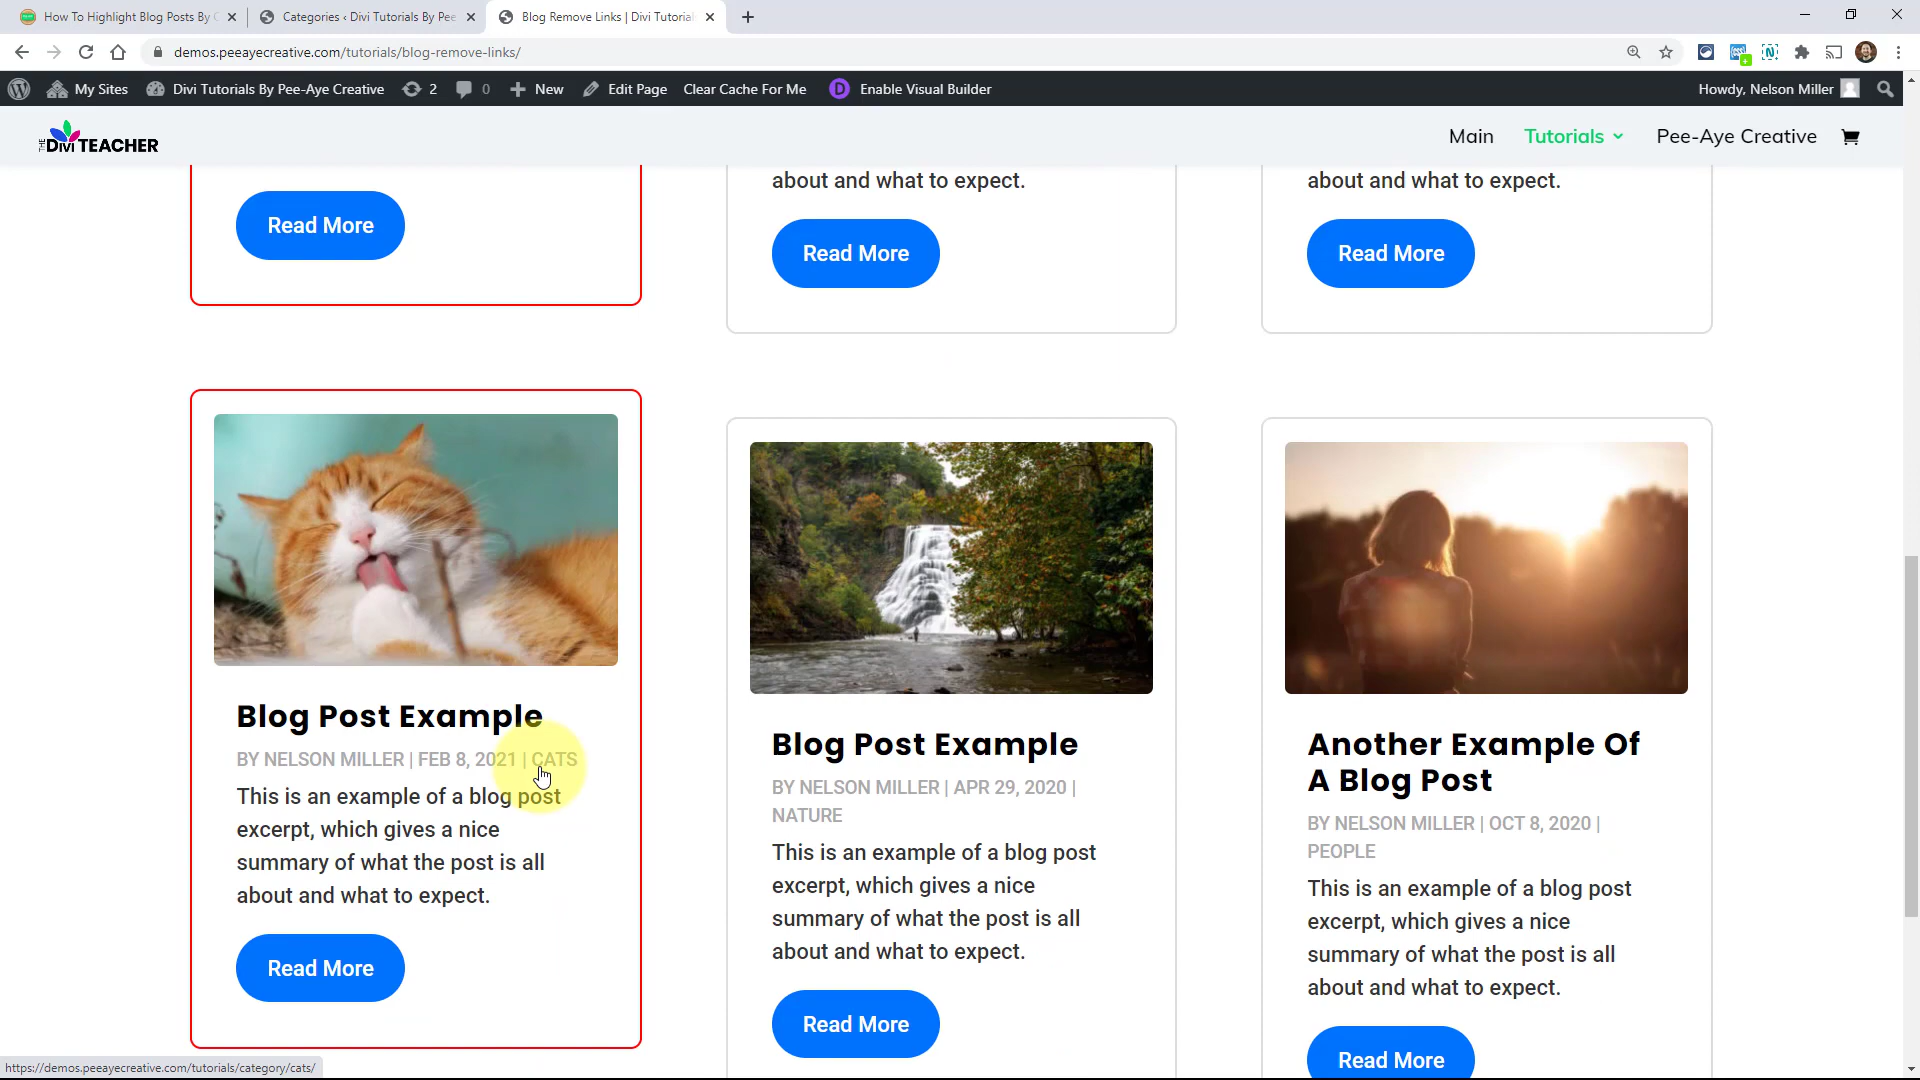 How To Highlight Blog Posts By C
Categories ‹ Divi Tutorials By Pee
Blog Remove Links | Divi Tutorial
demos.peeayecreative.com/tutorials/blog-remove-links/
My Sites
Divi Tutorials By Pee-Aye Creative
2
0
New
Edit Page
Clear Cache For Me
D
Enable Visual Builder
Howdy, Nelson Miller
THE DIVI TEACHER
Main
Tutorials
Pee-Aye Creative
Read More
about and what to expect.
Read More
about and what to expect.
Read More
Blog Post Example
BY NELSON MILLER | FEB 8, 2021 | CATS
This is an example of a blog post
excerpt, which gives a nice
summary of what the post is all
about and what to expect.
Read More
Blog Post Example
BY NELSON MILLER | APR 29, 2020 |
NATURE
This is an example of a blog post
excerpt, which gives a nice
summary of what the post is all
about and what to expect.
Read More
Another Example Of
A Blog Post
BY NELSON MILLER | OCT 8, 2020 |
PEOPLE
This is an example of a blog post
excerpt, which gives a nice
summary of what the post is all
about and what to expect.
Read More
https://demos.peeayecreative.com/tutorials/category/cats/